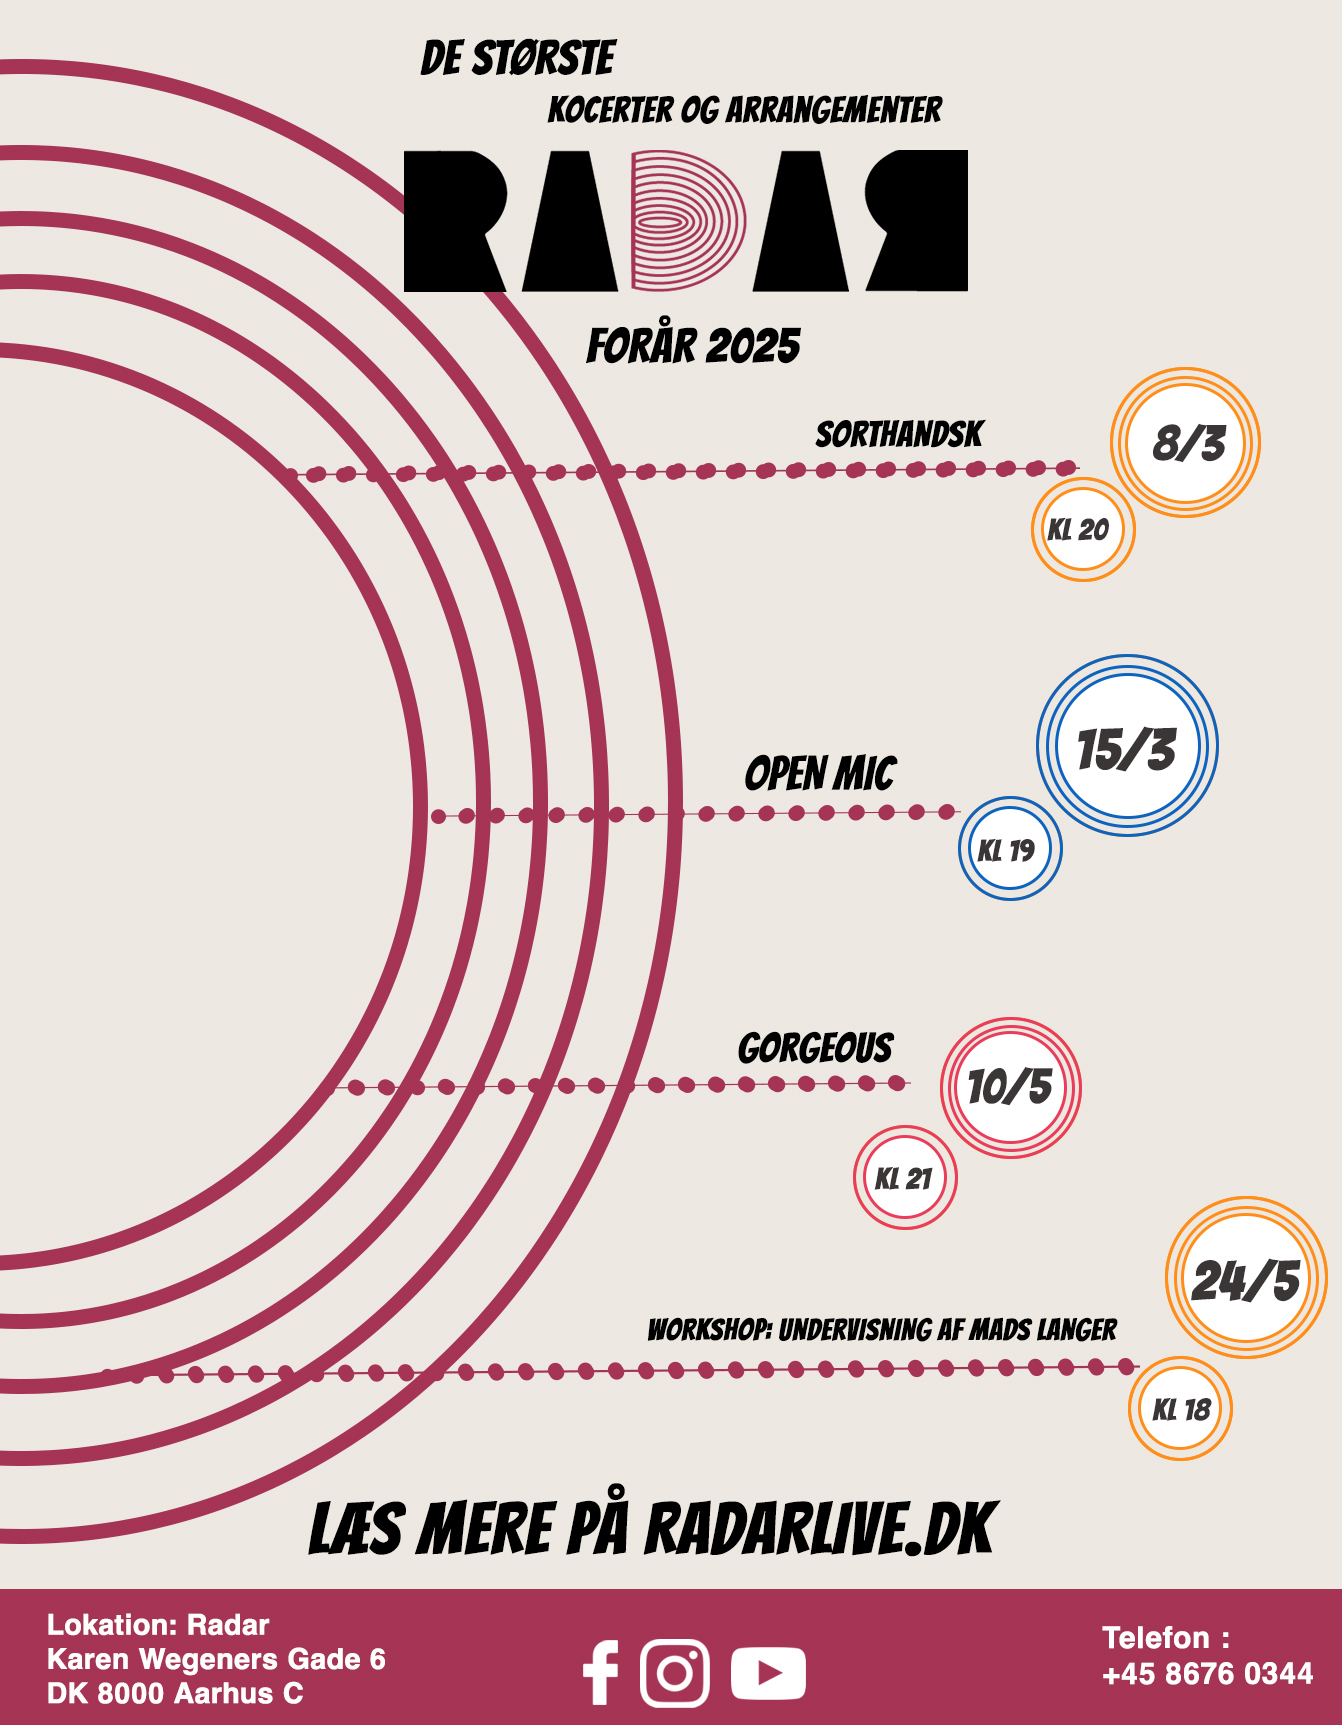 DE STØRSTE
KOCERTER OG ARRANGEMENTER
RADAR
FORÅR 2025
SORTHANDSK
8/3
KL 20
OPEN MIC
15/3
KL 19
GORGEOUS
10/5
KL 21
24/5
WORKSHOP: UNDERVISNING AF MADS LANGER
KL 18
LÆS MERE PÅ RADARLIVE.DK
Lokation: Radar
Karen Wegeners Gade 6
DK 8000 Aarhus C
Telefon :
+45 8676 0344